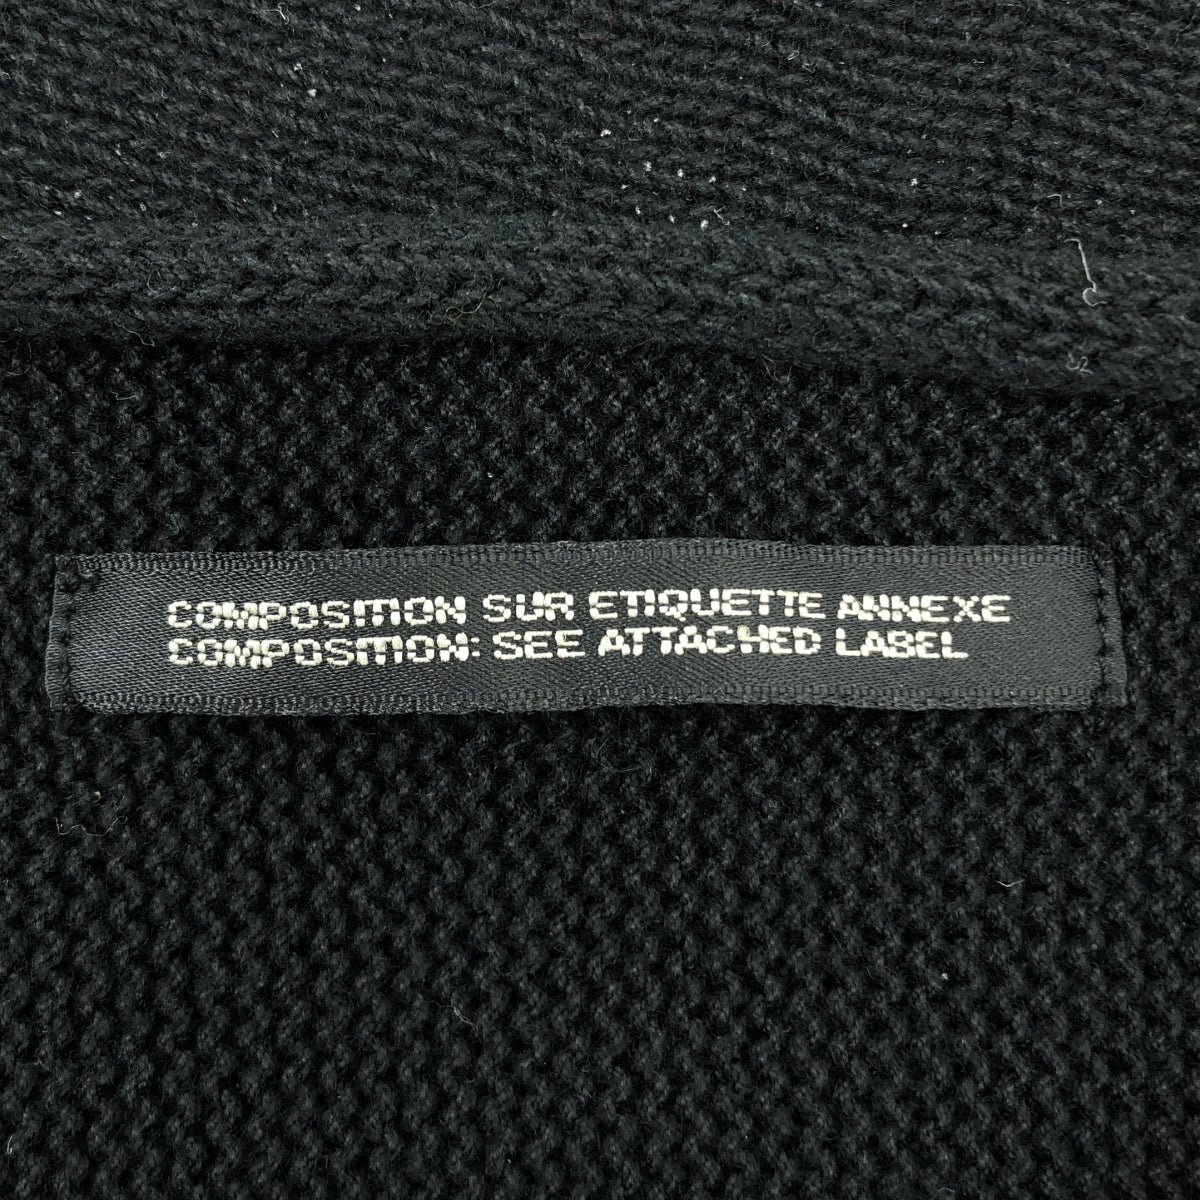 COMPOSITION SUR ETIQUETTE ANNEXE
COMPOSITION: SEE ATTACHED LABEL